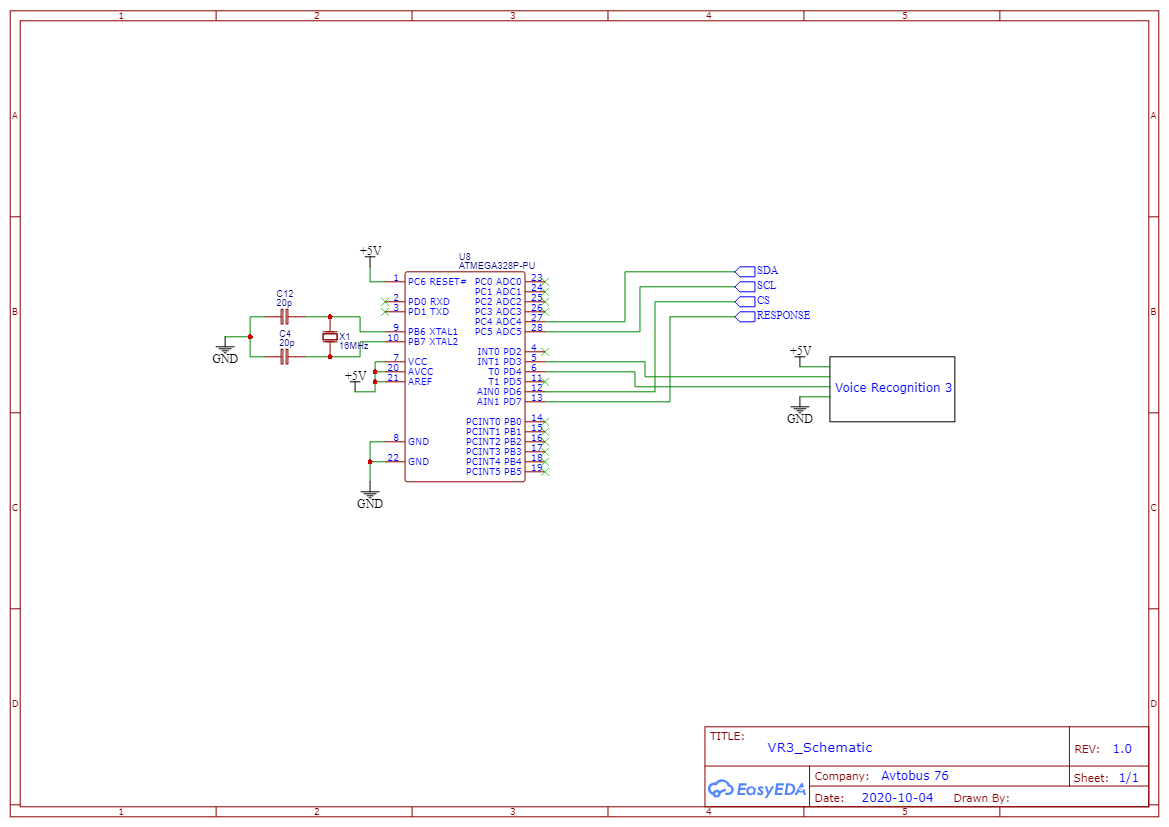 1 2 3 4 5
A A
B B
C C
D D
+5V
U8
ATMEGA328P-PU
1 PC6 RESET# PC0 ADC0 23
PC1 ADC1 24
2 PD0 RXD PC2 ADC2 25
3 PD1 TXD PC3 ADC3 26
PC4 ADC4 27
9 PB6 XTAL1 PC5 ADC5 28
10 PB7 XTAL2
INT0 PD2 4
7 VCC INT1 PD3 5
20 AVCC T0 PD4 6
21 AREF T1 PD5 11
AIN0 PD6 12
AIN1 PD7 13
PCINT0 PB0 14
PCINT1 PB1 15
8 GND PCINT2 PB2 16
PCINT3 PB3 17
22 GND PCINT4 PB4 18
PCINT5 PB5 19
C12
20p
C4
20p
X1
16MHz
GND
+5V
GND
SDA
SCL
CS
RESPONSE
+5V
Voice Recognition 3
GND
TITLE:
VR3_Schematic
REV: 1.0
EasyEDA
Company: Avtobus 76
Sheet: 1/1
Date: 2020-10-04 Drawn By:
1 2 3 4 5